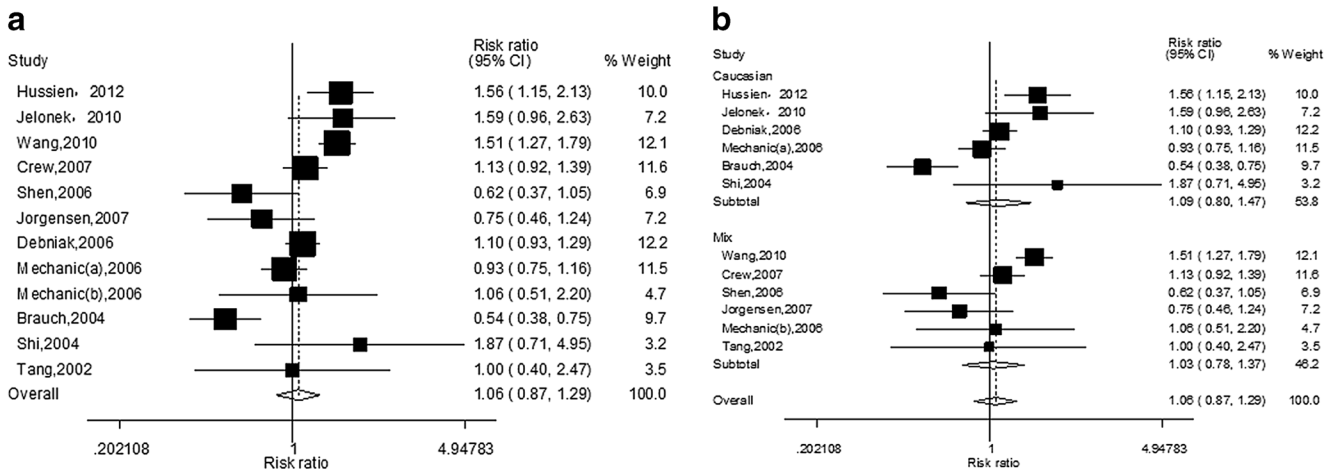 a
Risk ratio
Study (95% CI) % Weight
Hussien, 2012 1.56 ( 1.15, 2.13) 10.0
Jelonek, 2010 1.59 ( 0.96, 2.63) 7.2
Wang,2010 1.51 ( 1.27, 1.79) 12.1
Crew,2007 1.13 ( 0.92, 1.39) 11.6
Shen,2006 0.62 ( 0.37, 1.05) 6.9
Jorgensen,2007 0.75 ( 0.46, 1.24) 7.2
Debniak,2006 1.10 ( 0.93, 1.29) 12.2
Mechanic(a),2006 0.93 ( 0.75, 1.16) 11.5
Mechanic(b),2006 1.06 ( 0.51, 2.20) 4.7
Brauch,2004 0.54 ( 0.38, 0.75) 9.7
Shi,2004 1.87 ( 0.71, 4.95) 3.2
Tang,2002 1.00 ( 0.40, 2.47) 3.5
Overall 1.06 ( 0.87, 1.29) 100.0
.202108 1 4.94783
Risk ratio
b
Risk ratio
Study (95% CI) % Weight
Caucasian
Hussien, 2012 1.56 ( 1.15, 2.13) 10.0
Jelonek, 2010 1.59 ( 0.96, 2.63) 7.2
Debniak,2006 1.10 ( 0.93, 1.29) 12.2
Mechanic(a),2006 0.93 ( 0.75, 1.16) 11.5
Brauch,2004 0.54 ( 0.38, 0.75) 9.7
Shi,2004 1.87 ( 0.71, 4.95) 3.2
Subtotal 1.09 ( 0.80, 1.47) 53.8
Mix
Wang,2010 1.51 ( 1.27, 1.79) 12.1
Crew,2007 1.13 ( 0.92, 1.39) 11.6
Shen,2006 0.62 ( 0.37, 1.05) 6.9
Jorgensen,2007 0.75 ( 0.46, 1.24) 7.2
Mechanic(b),2006 1.06 ( 0.51, 2.20) 4.7
Tang,2002 1.00 ( 0.40, 2.47) 3.5
Subtotal 1.03 ( 0.78, 1.37) 46.2
Overall 1.06 ( 0.87, 1.29) 100.0
.202108 1 4.94783
Risk ratio